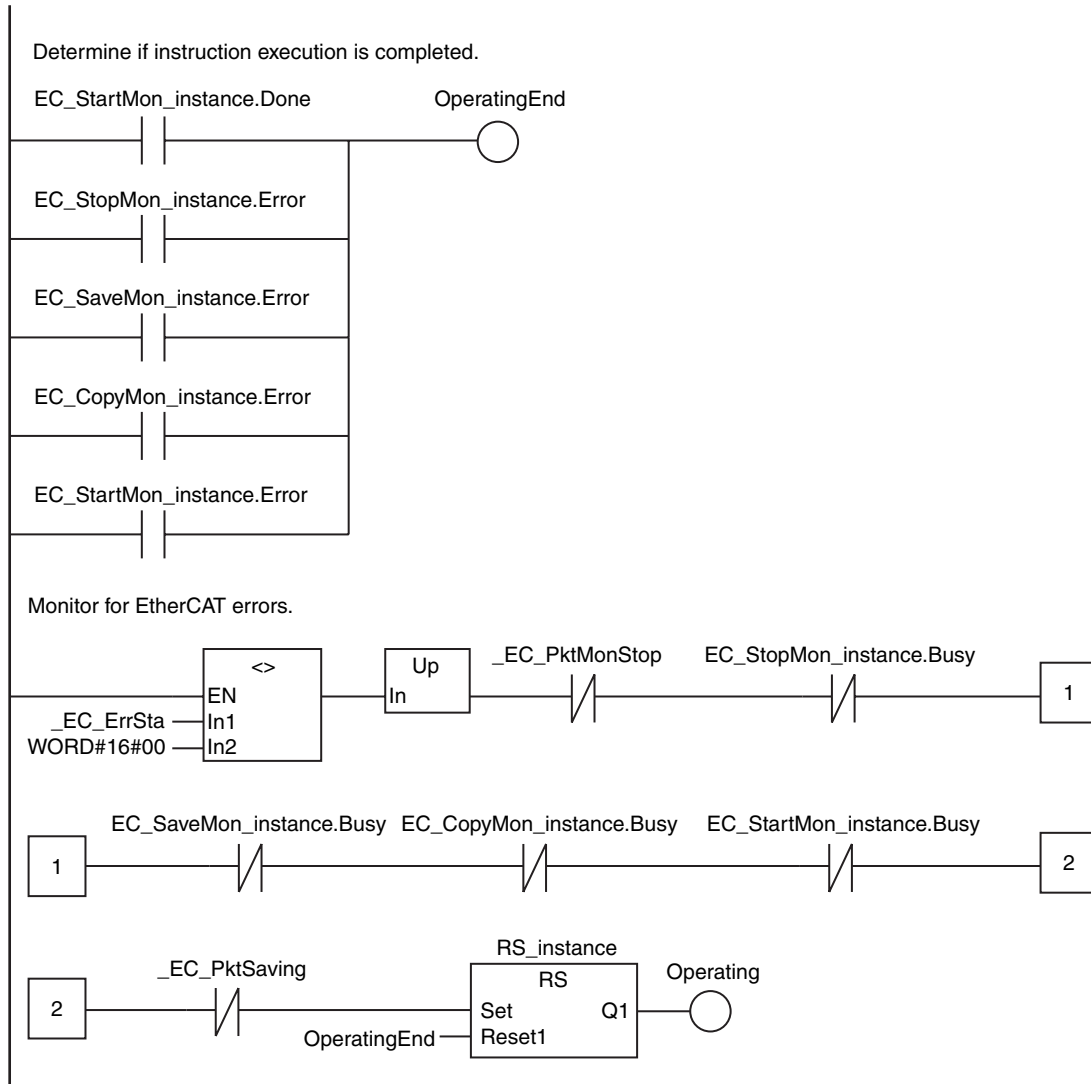 Determine if instruction execution is completed.
EC_StartMon_instance.Done
OperatingEnd
EC_StopMon_instance.Error
EC_SaveMon_instance.Error
EC_CopyMon_instance.Error
EC_StartMon_instance.Error
Monitor for EtherCAT errors.
<>
EN
_EC_ErrSta
In1
WORD#16#00
In2
Up
In
_EC_PktMonStop
EC_StopMon_instance.Busy
1
1
EC_SaveMon_instance.Busy
EC_CopyMon_instance.Busy
EC_StartMon_instance.Busy
2
2
_EC_PktSaving
RS_instance
RS
Set
Q1
OperatingEnd
Reset1
Operating